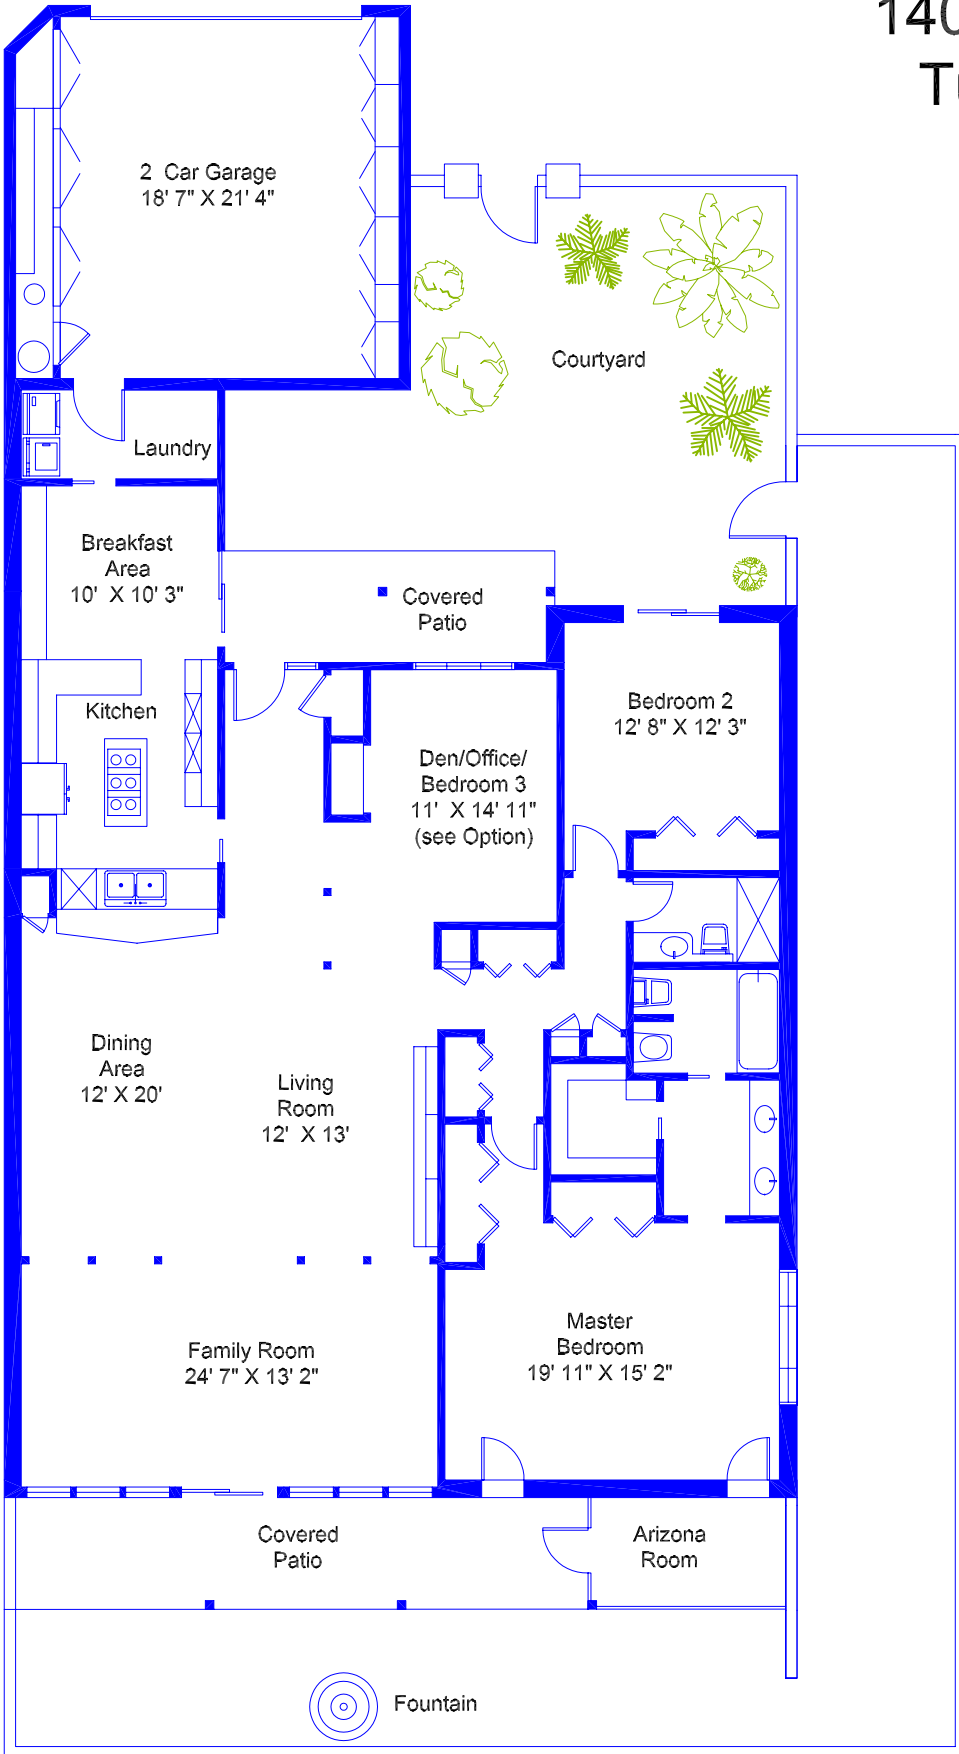 140
2 Car Garage
18' 7" X 21' 4"
Courtyard
Laundry
Breakfast
Area
10' X 10' 3"
Covered
Patio
Kitchen
Bedroom 2
12' 8" X 12' 3"
Den/Office/
Bedroom 3
11' X 14' 11"
(see Option)
Dining
Area
12' X 20'
Living
Room
12' X 13'
Family Room
24' 7" X 13' 2"
Master
Bedroom
19' 11" X 15' 2"
Covered
Patio
Arizona
Room
Fountain